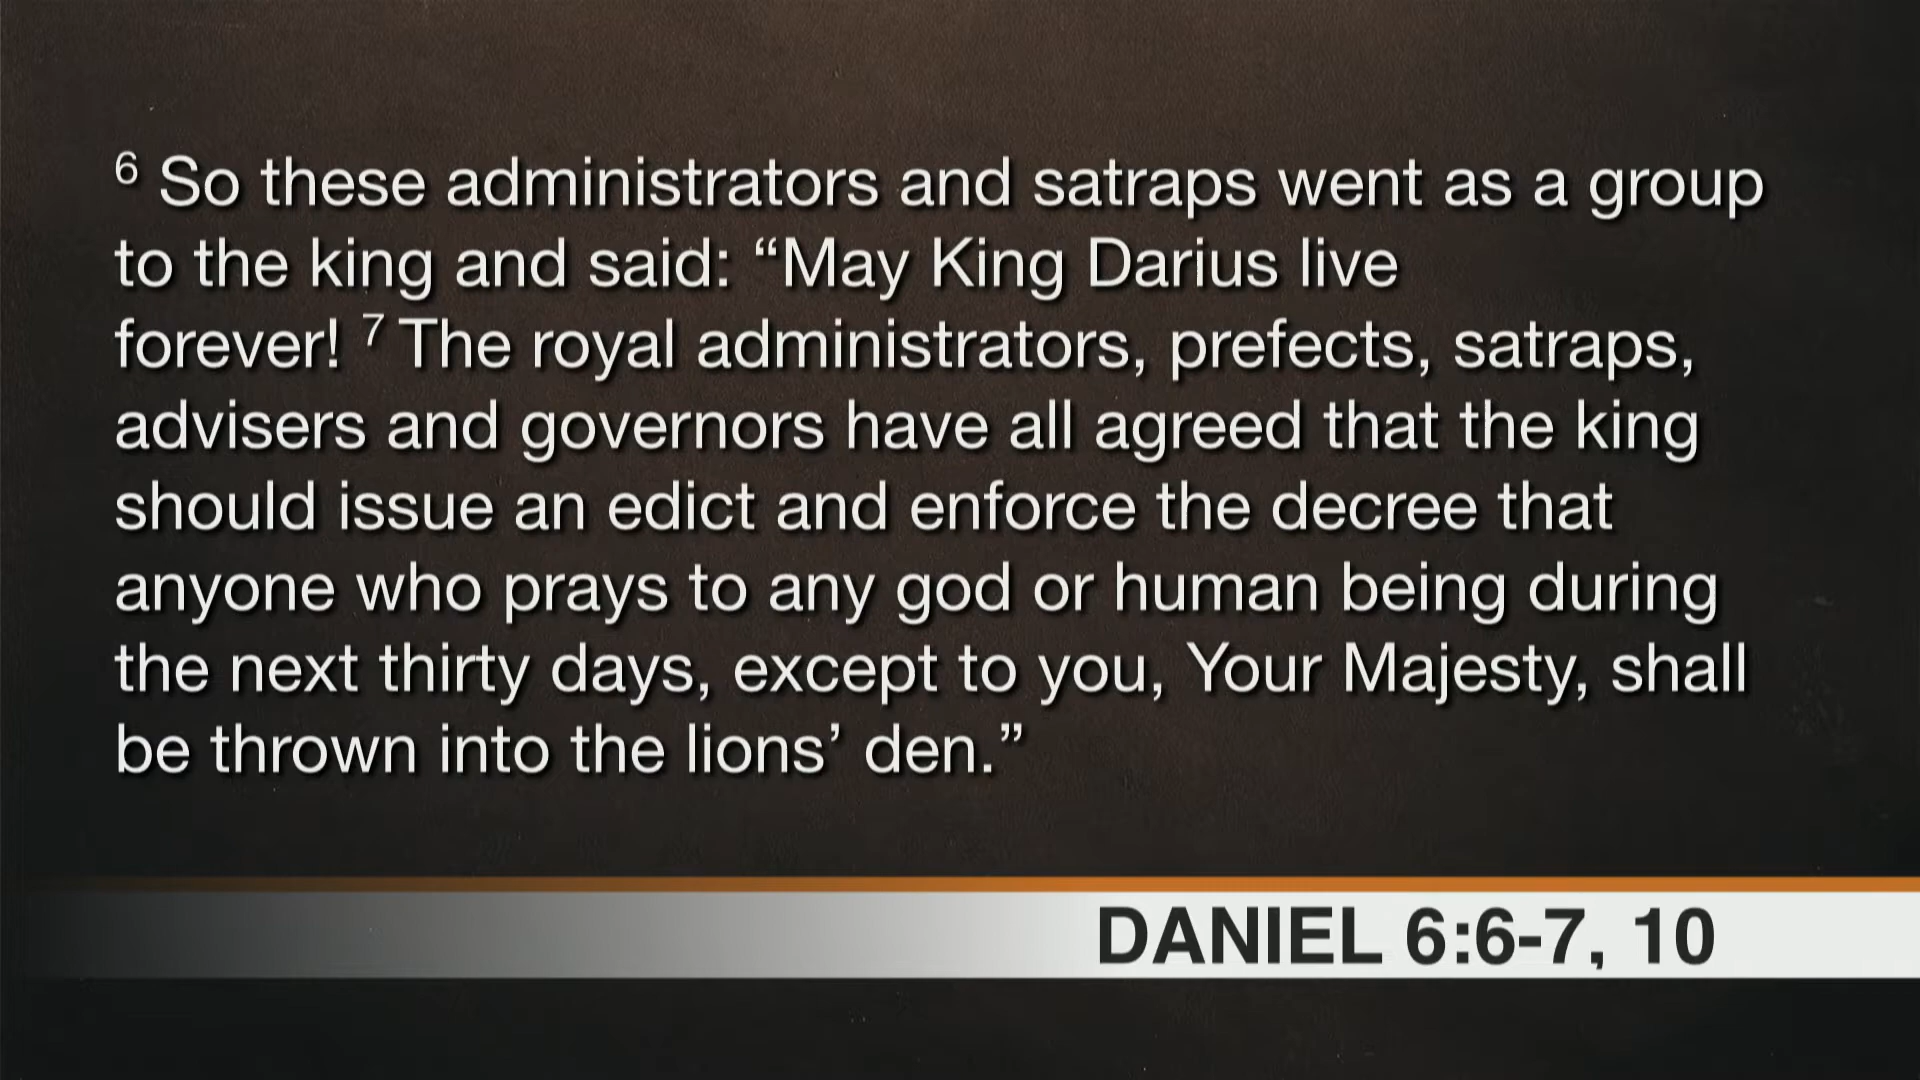 6 So these administrators and satraps went as a group
to the king and said: “May King Darius live
forever! 7 The royal administrators, prefects, satraps,
advisers and governors have all agreed that the king
should issue an edict and enforce the decree that
anyone who prays to any god or human being during
the next thirty days, except to you, Your Majesty, shall
be thrown into the lions’ den.”
DANIEL 6:6-7, 10